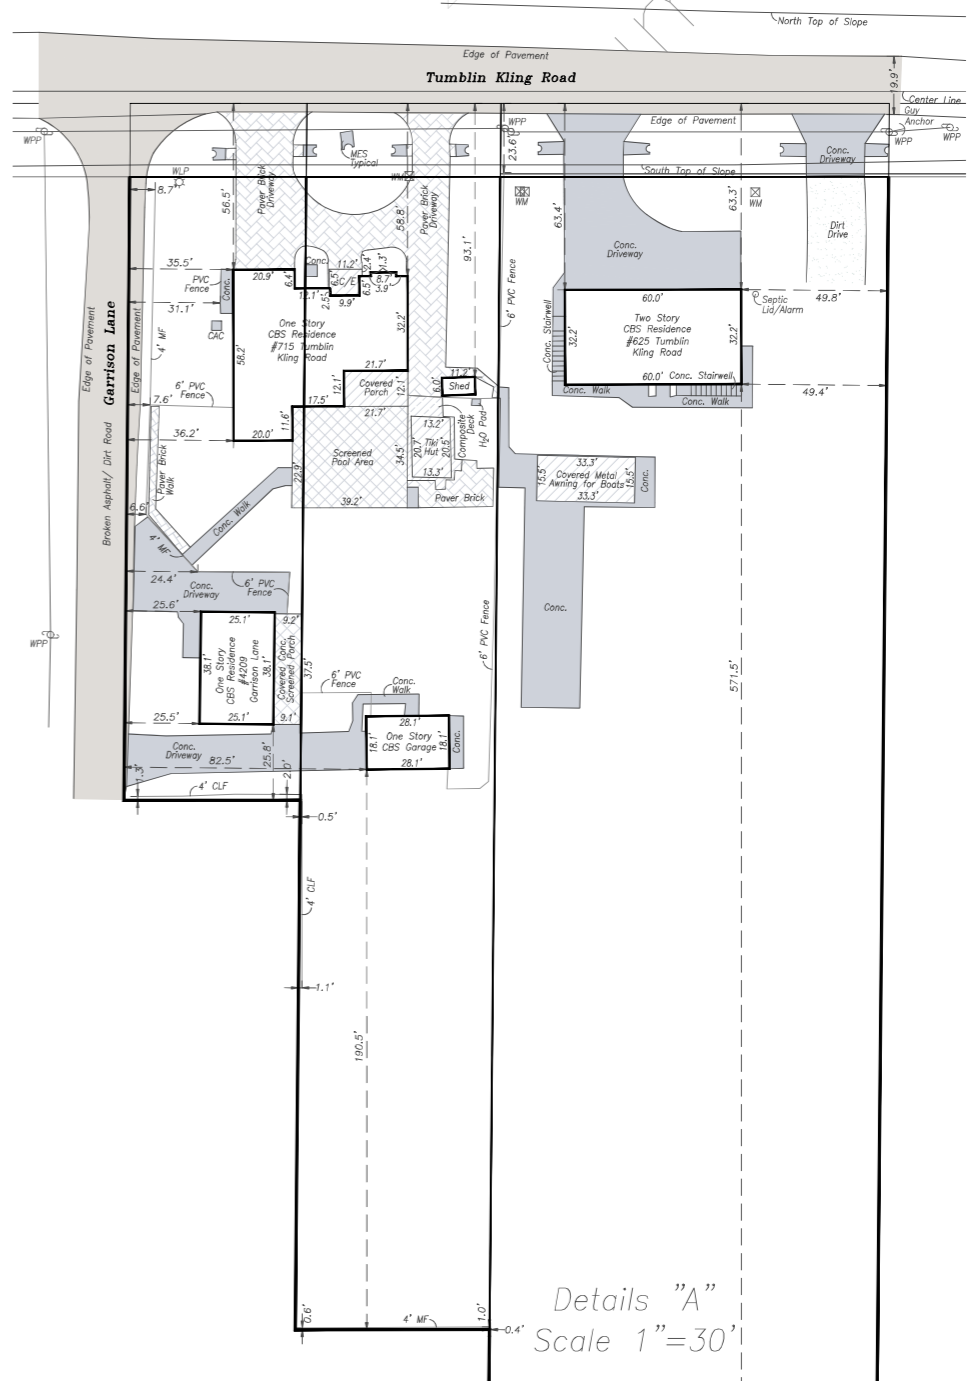 North Top of Slope
Edge of Pavement
Tumblin Kling Road
19.9'
Center Line
Guy
Anchor
Edge of Pavement
WPP
WPP
WPP
WPP
23.6'
MES
Typical
Conc.
Driveway
South Top of Slope
WLP
WM
WM
WM
8.7'
56.5'
Paver Brick
Driveway
58.8'
Paver Brick
Driveway
93.1'
63.4'
63.3'
Dirt
Drive
Conc.
Driveway
35.5'
PVC
Fence
Conc.
20.9'
6.4'
Conc.
11.2'
6.5'
C/E
2.4'
1.3'
8.7'
3.9'
6.5'
12.1'
2.5'
9.9'
6' PVC Fence
31.1'
CAC
One Story
CBS Residence
#715 Tumblin
Kling Road
32.2'
58.2'
Conc. Stairwell
60.0'
32.2'
Two Story
CBS Residence
#625 Tumblin
Kling Road
32.2'
60.0'
Conc. Stairwell
Septic
Lid/Alarm
49.8'
49.4'
Conc. Walk
Conc. Walk
Edge of Pavement
Garrison Lane
Edge of Pavement
Broken Asphalt/ Dirt Road
4' MF
6' PVC
Fence
7.6'
21.7'
12.1'
Covered
Porch
12.1'
21.7'
17.5'
11.6'
11.2'
6.0'
Shed
36.2'
20.0'
Screened
Pool Area
22.9'
34.5'
39.2'
13.2'
20.7'
Tiki
Hut
20.5'
13.3'
Composite
Deck
H2O Pad
Paver Brick
Paver Brick
Walk
6.6'
Conc. Walk
4' MF
33.3'
15.5'
Covered Metal
Awning for Boats
15.5'
33.3'
Conc.
Conc.
24.4'
Conc.
Driveway
6' PVC
Fence
25.6'
25.1'
9.2'
38.1'
One Story
CBS Residence
#4209
Garrison Lane
38.1'
Covered Conc.
Screened Porch
37.5'
25.5'
25.1'
9.1'
6' PVC Fence
WPP
6' PVC
Fence
Conc.
Walk
28.1'
18.1'
One Story
CBS Garage
18.1'
28.1'
Conc.
571.5'
Conc.
Driveway
82.5'
25.8'
1.3'
2.0'
4' CLF
0.5'
4' CLF
1.1'
190.5'
0.6'
4' MF
1.0'
0.4'
Details "A"
Scale 1"=30'